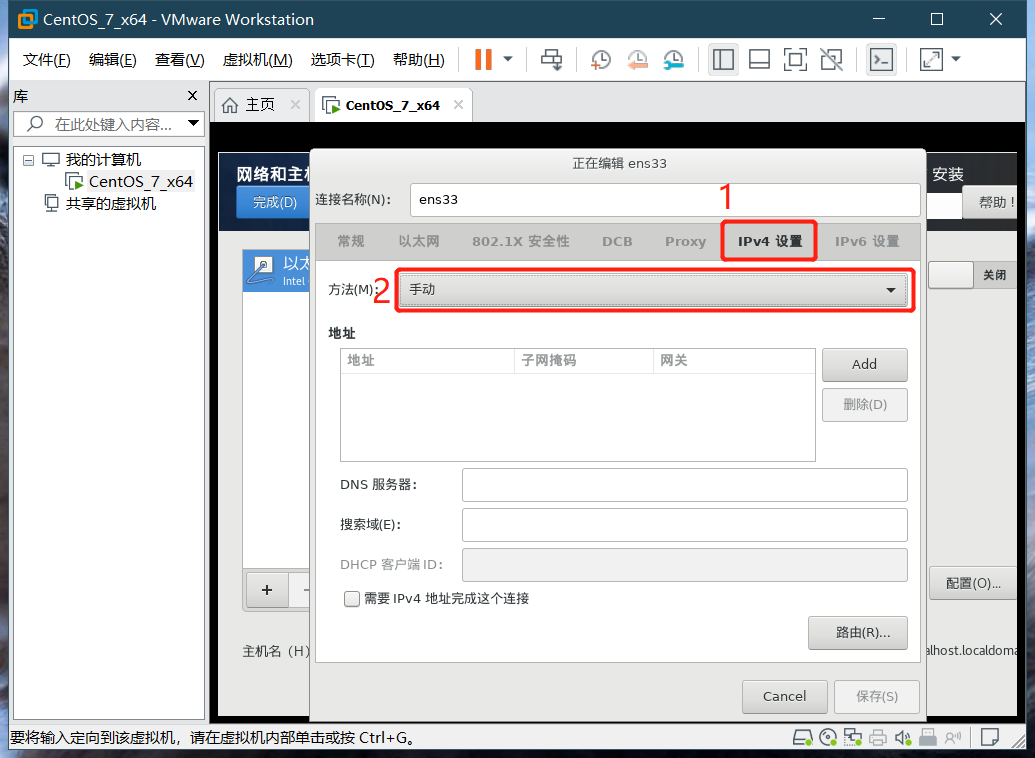 CentOS_7_x64 - VMware Workstation
文件(F) 编辑(E) 查看(V) 虚拟机(M) 选项卡(T) 帮助(H)
库
主页
CentOS_7_x64
在此处键入内容...
我的计算机
CentOS_7_x64
共享的虚拟机
正在编辑 ens33
网络和主机
安装
完成(D)
帮助！
连接名称(N)： ens33
1
常规 以太网 802.1X 安全性 DCB Proxy IPv4 设置 IPv6 设置
以太
Intel
关闭
方法(M)：
2
手动
地址
地址 子网掩码 网关
Add
删除(D)
DNS 服务器：
搜索域(E)：
DHCP 客户端 ID：
需要 IPv4 地址完成这个连接
+ -
配置(O)...
路由(R)...
主机名（H）
alhost.localdoma
Cancel
保存(S)
要将输入定向到该虚拟机，请在虚拟机内部单击或按 Ctrl+G。